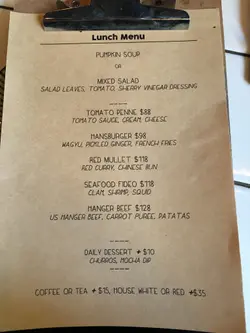 Lunch Menu
PUMPKIN SOUP
OR
MIXED SALAD
SALAD LEAVES, TOMATO, SHERRY VINEGAR DRESSING
-----
TOMATO PENNE $88
TOMATO SAUCE, CREAM, CHEESE
HANSBURGER $98
WAGYU, PICKLED GINGER, FRENCH FRIES
RED MULLET $118
RED CURRY, CHINESE BUN
SEAFOOD FIDEO $118
CLAM, SHRIMP, SQUID
HANGER BEEF $128
US HANGER BEEF, CARROT PUREE, PATATAS
-----
DAILY DESSERT + $10
CHURROS, MOCHA DIP
-----
COFFEE OR TEA + $15, HOUSE WHITE OR RED +$35